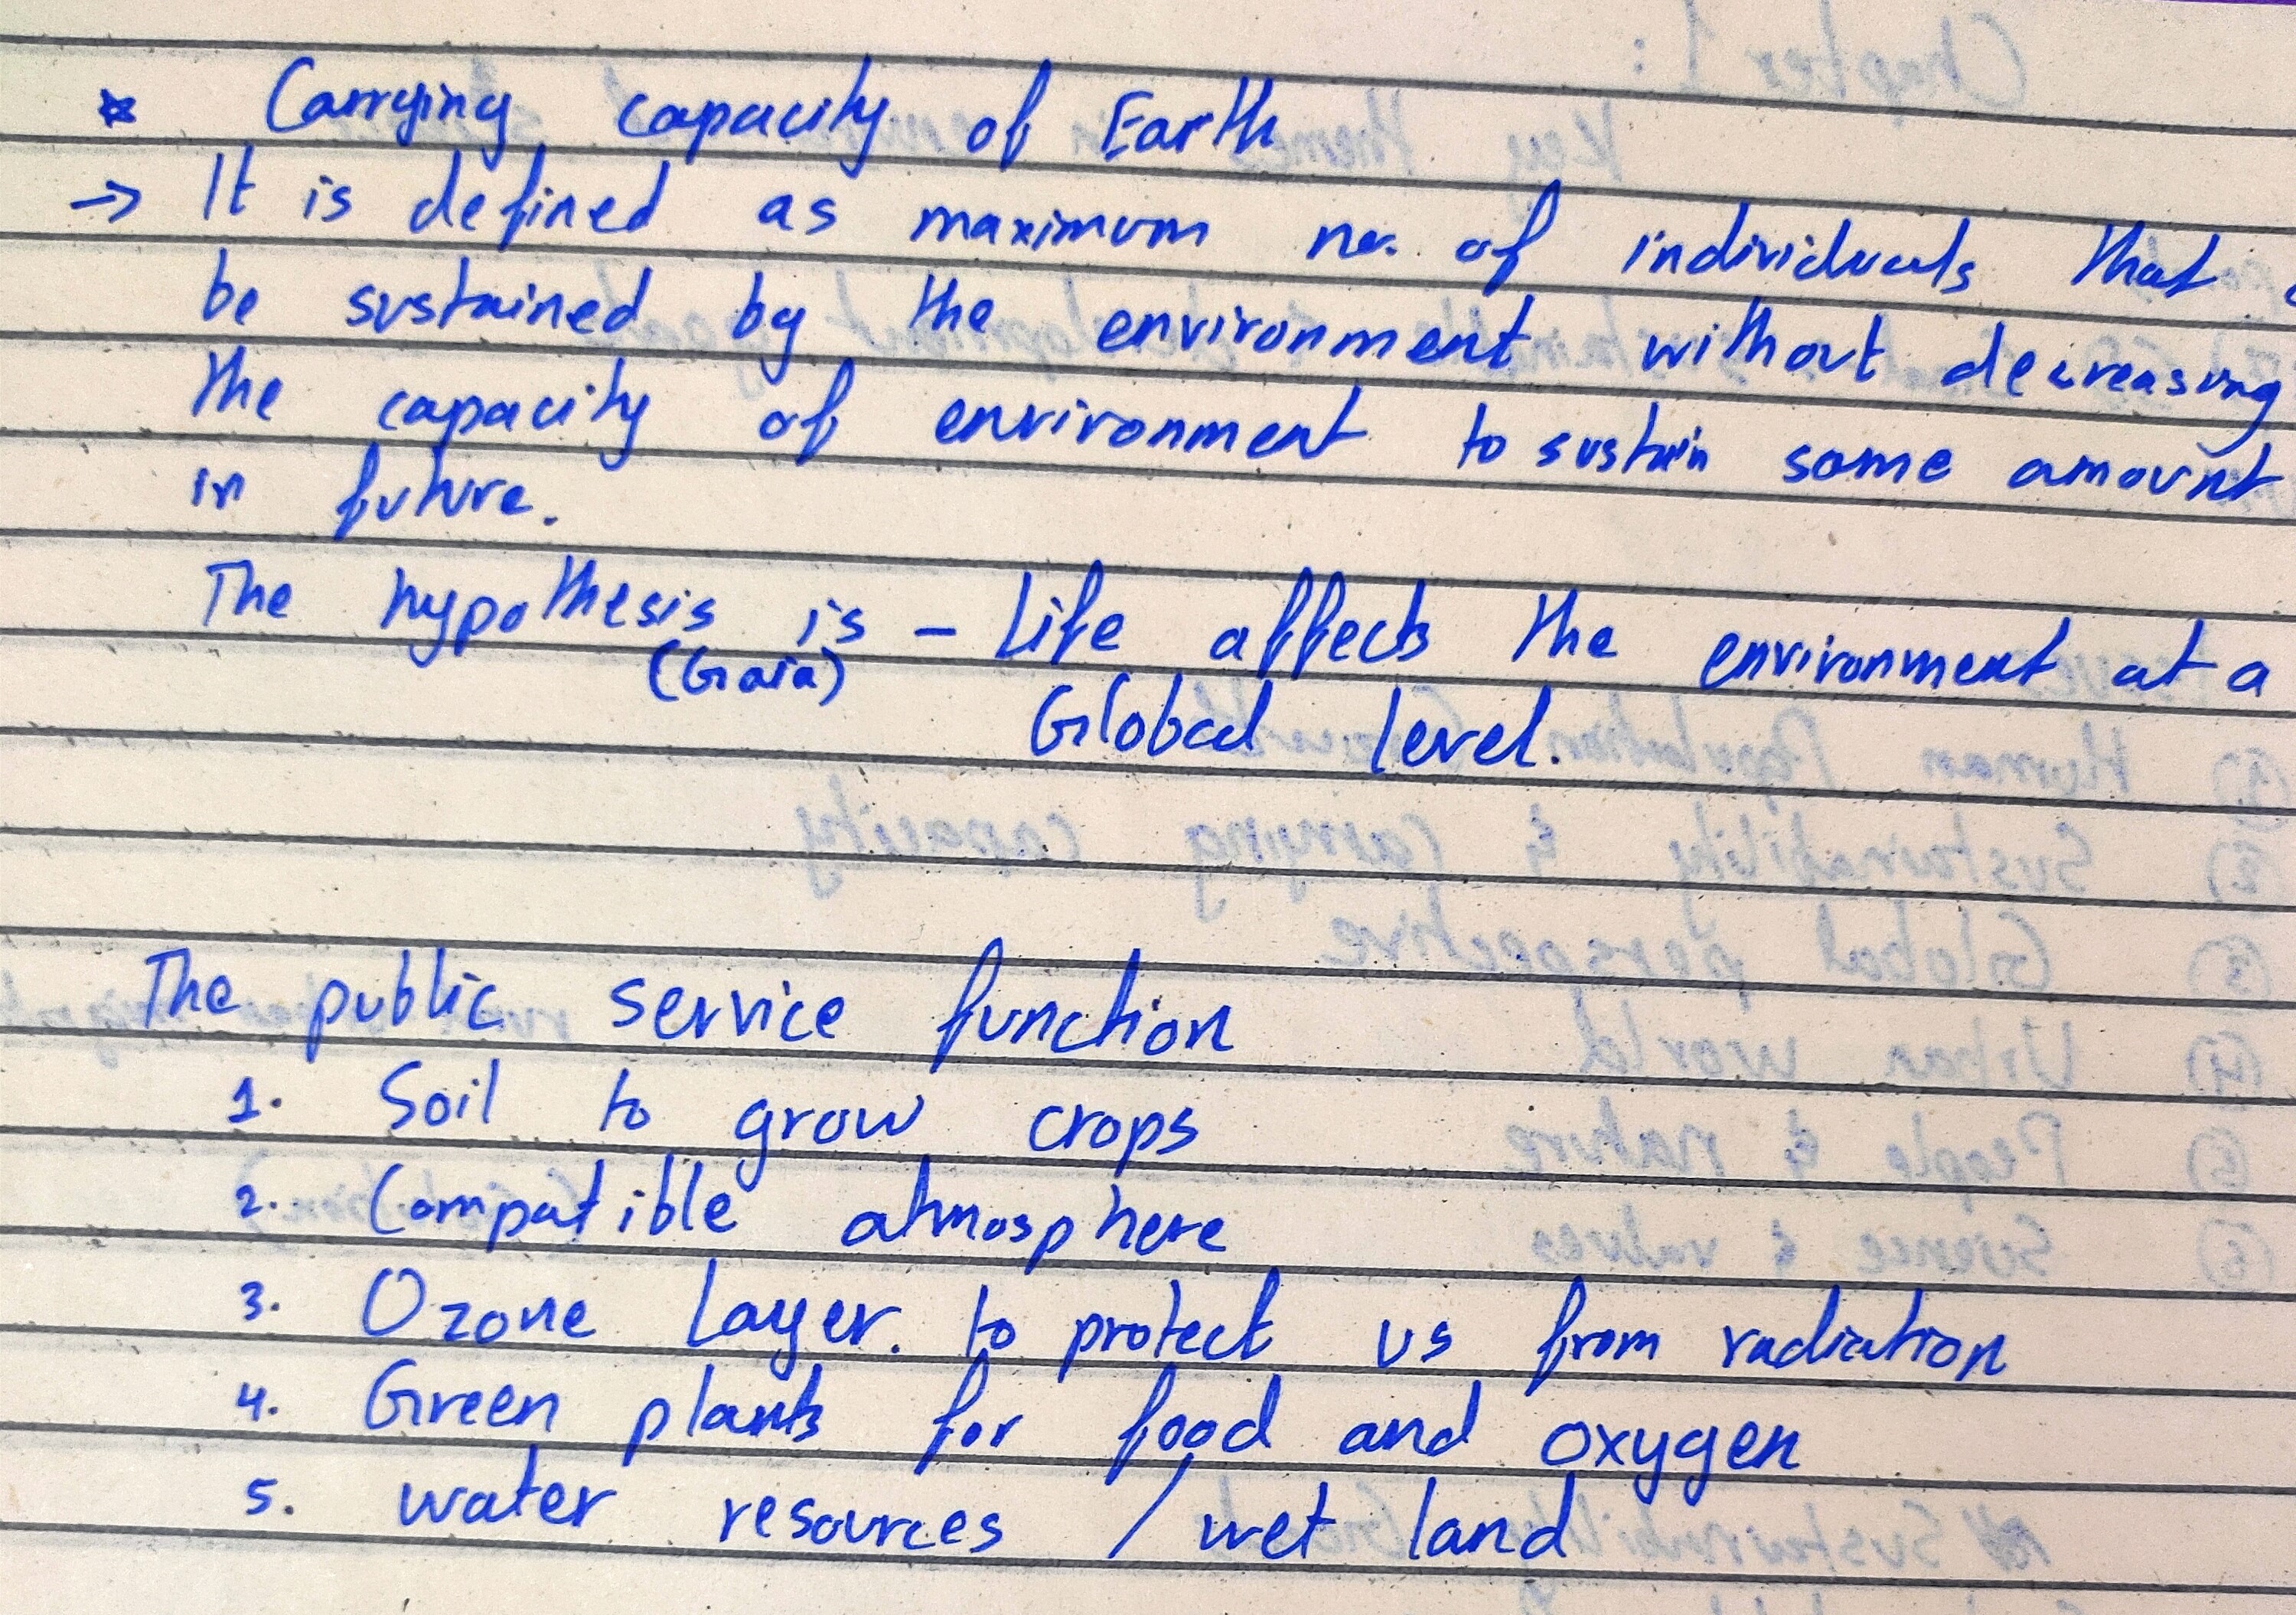 * Carrying capacity of Earth
→ It is defined as maximum no. of individuals that
be sustained by the environment without decreasing
the capacity of environment to sustain some amount
in future.
The hypothesis is – Life affects the environment at a
(Gaia)
Global level.
The public service function
1. Soil to grow crops
2. Compatible atmosphere
3. Ozone layer. to protect us from radiation
4. Green plants for food and oxygen
5. water resources / wet land